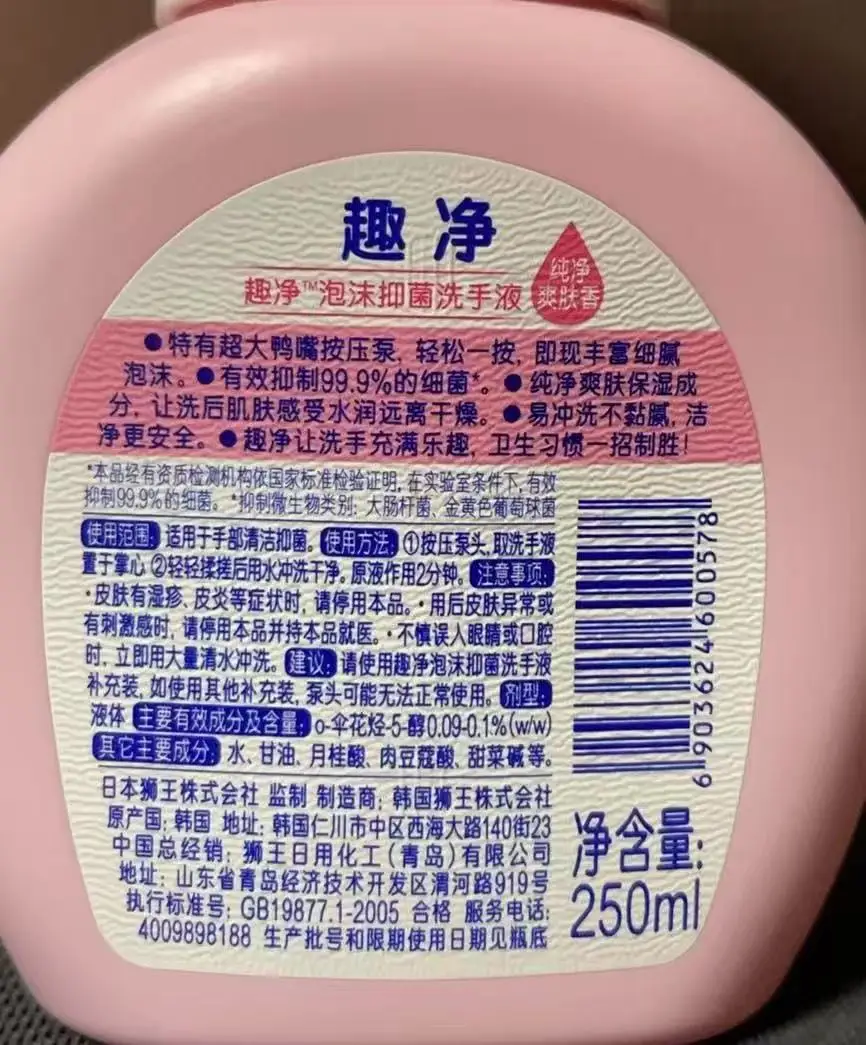 趣净
纯净
爽肤香
趣净™泡沫抑菌洗手液
●特有超大鸭嘴按压泵, 轻松一按, 即现丰富细腻
泡沫。●有效抑制99.9%的细菌*。●纯净爽肤保湿成
分, 让洗后肌肤感受水润远离干燥。●易冲洗不黏腻, 洁
净更安全。●趣净让洗手充满乐趣, 卫生习惯一招制胜!
*本品经有资质检测机构依国家标准检验证明, 在实验室条件下, 有效
抑制99.9%的细菌。*抑制微生物类别: 大肠杆菌、金黄色葡萄球菌
使用范围: 适用于手部清洁抑菌。使用方法: ①按压泵头, 取洗手液
置于掌心 ②轻轻揉搓后用水冲洗干净。原液作用2分钟。注意事项:
·皮肤有湿疹、皮炎等症状时, 请停用本品。·用后皮肤异常或
有刺激感时, 请停用本品并持本品就医。·不慎误入眼睛或口腔
时, 立即用大量清水冲洗。建议: 请使用趣净泡沫抑菌洗手液
补充装, 如使用其他补充装, 泵头可能无法正常使用。剂型:
液体 主要有效成分及含量: o-伞花烃-5-醇0.09-0.1%(w/w)
其它主要成分: 水、甘油、月桂酸、肉豆蔻酸、甜菜碱等。
日本狮王株式会社 监制 制造商: 韩国狮王株式会社
原产国: 韩国 地址: 韩国仁川市中区西海大路140街23
中国总经销: 狮王日用化工(青岛)有限公司
地址: 山东省青岛经济技术开发区渭河路919号
执行标准号: GB19877.1-2005 合格 服务电话:
4009898188 生产批号和限期使用日期见瓶底
6903624600578
净含量:
250ml